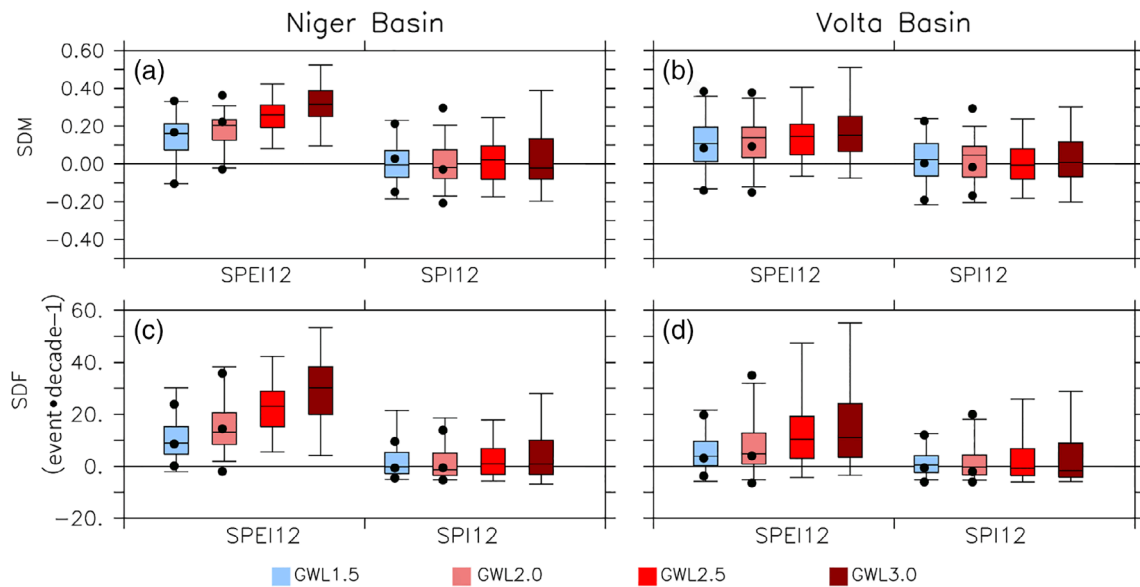 Niger Basin Volta Basin
SDM
0.60
0.40
0.20
0.00
-0.20
-0.40
(a) (b)
SPEI12 SPI12 SPEI12 SPI12
SDF
(event•decade-1)
60.
40.
20.
0.
-20.
(c) (d)
SPEI12 SPI12 SPEI12 SPI12
GWL1.5 GWL2.0 GWL2.5 GWL3.0